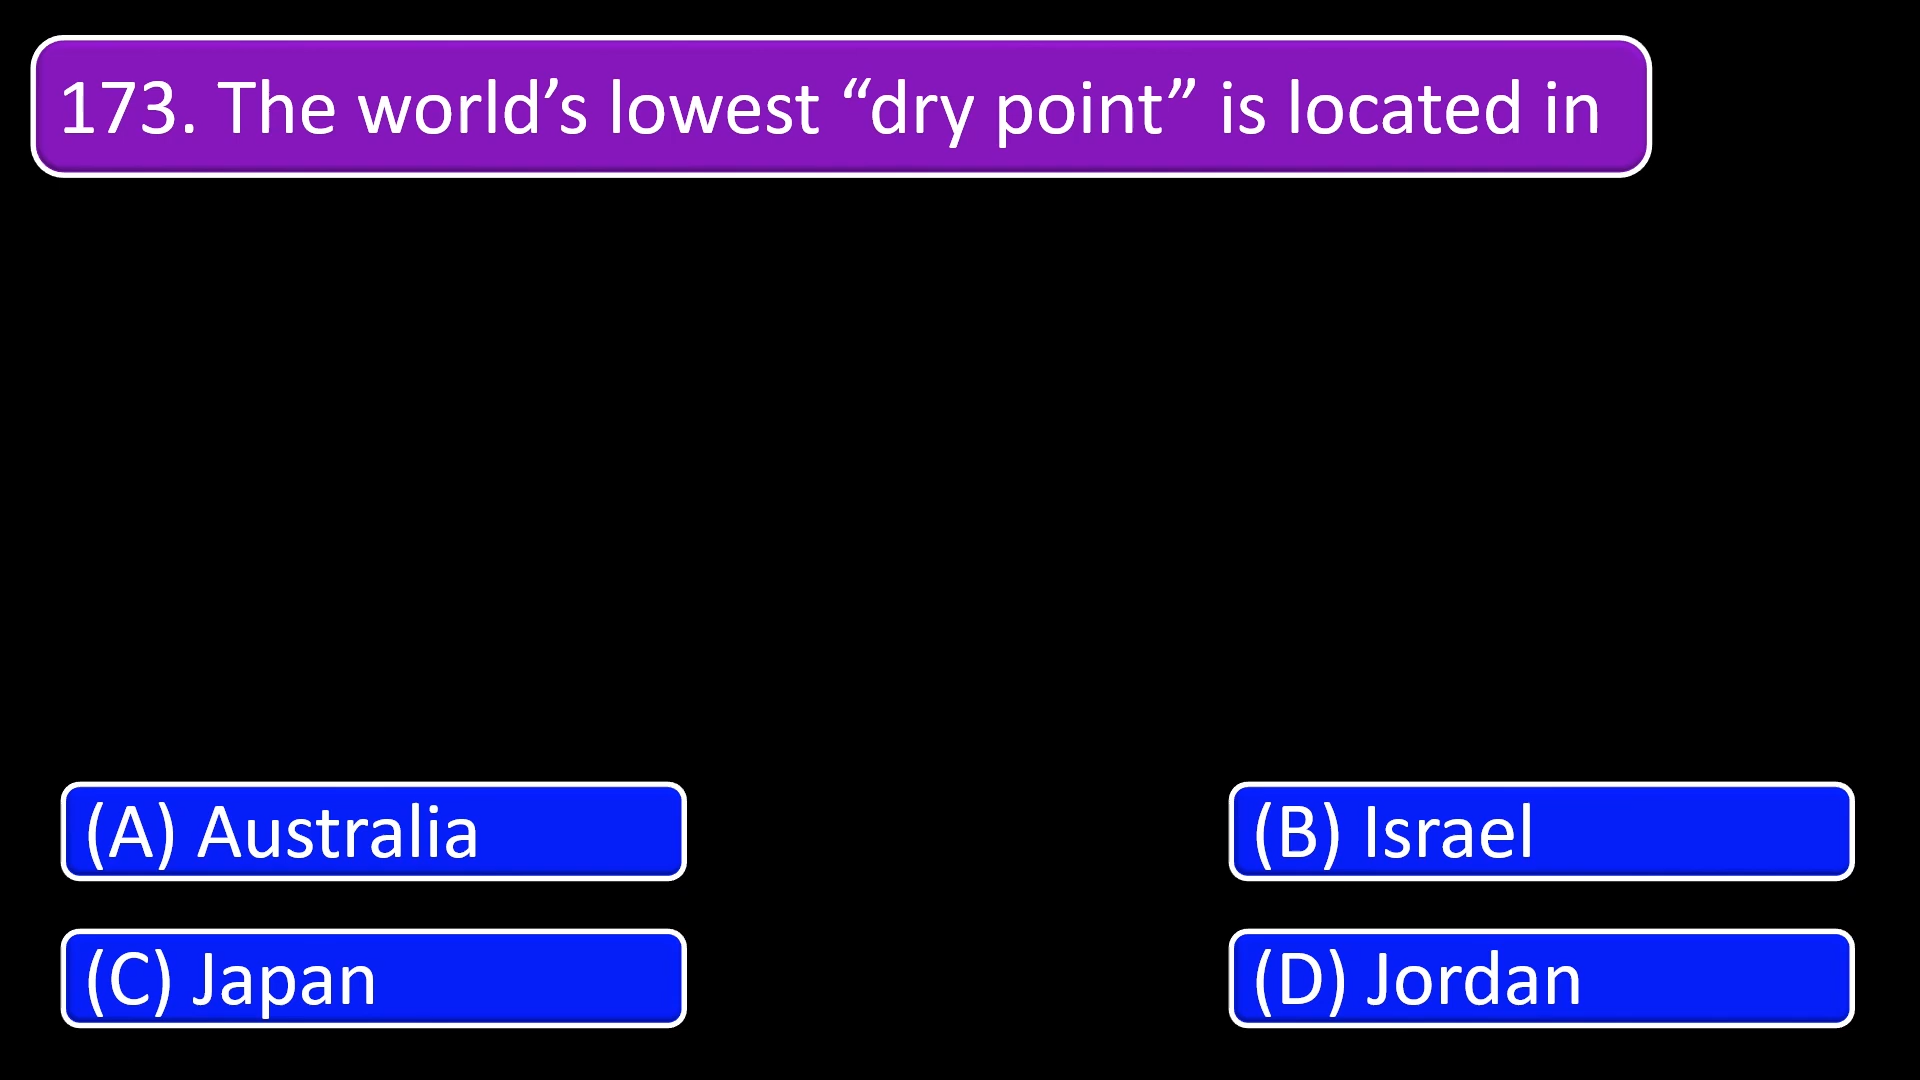 173. The world’s lowest “dry point” is located in
(A) Australia
(B) Israel
(C) Japan
(D) Jordan